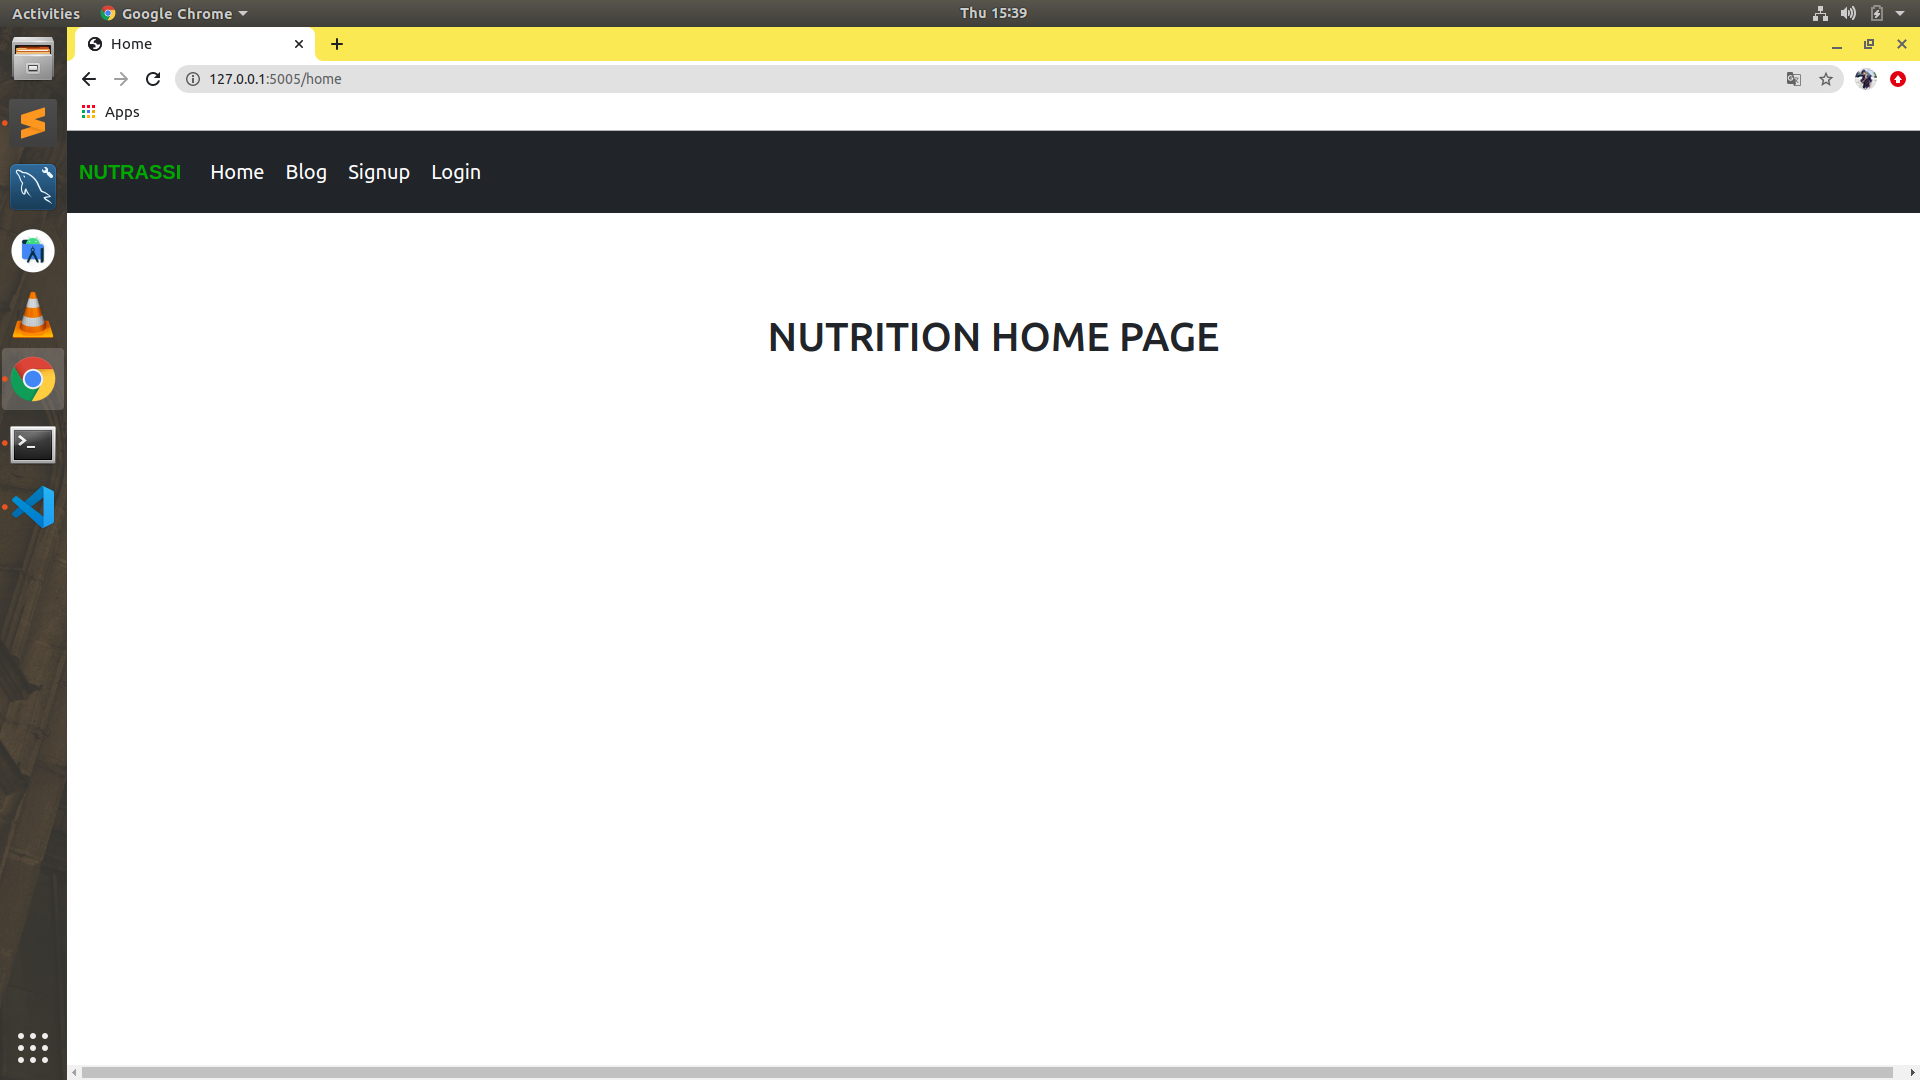 Activities Google Chrome Thu 15:39
Home
127.0.0.1:5005/home
Apps
NUTRASSI Home Blog Signup Login
NUTRITION HOME PAGE